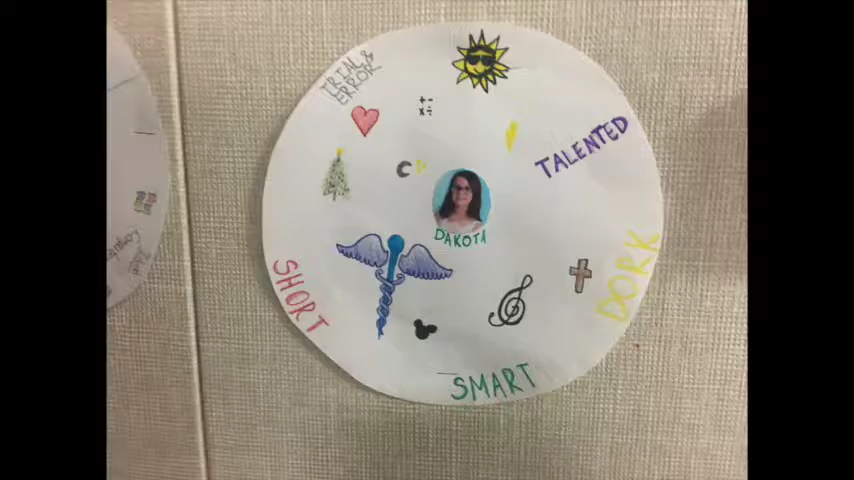 TRIAL &
ERROR
+-
×÷
TALENTED
DAKOTA
DORK
SHORT
SMART